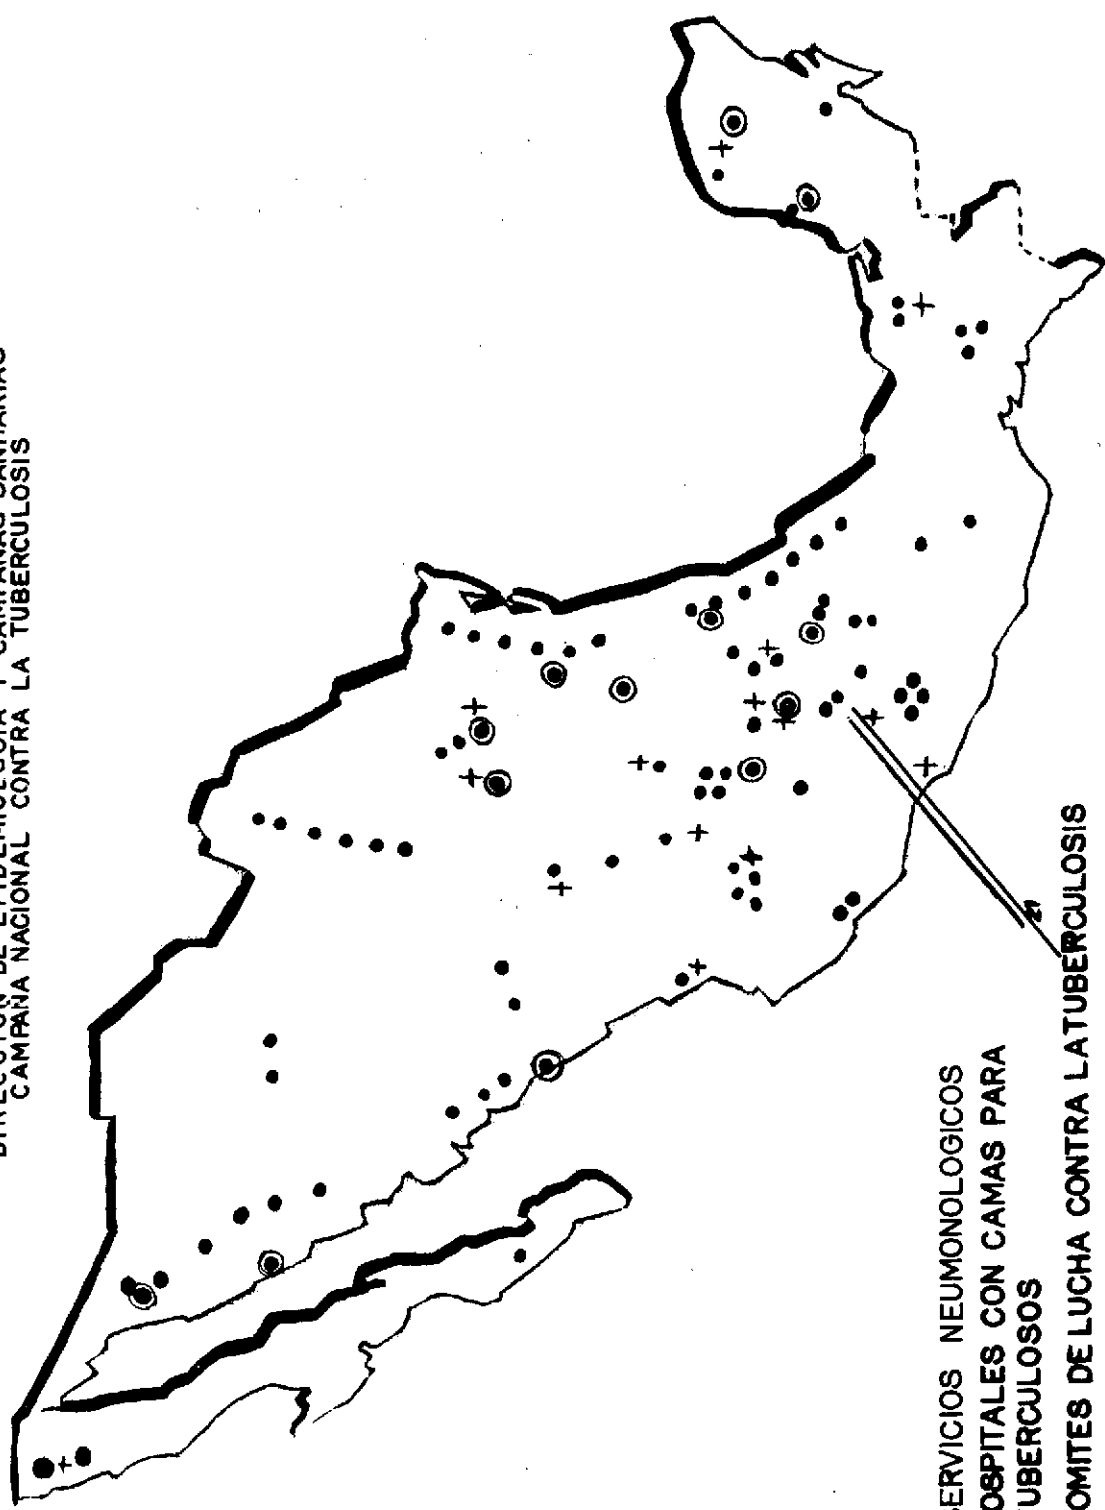 DIRECCION DE EPIDEMIOLOGIA Y CAMPAÑAS SANITARIAS
CAMPAÑA NACIONAL CONTRA LA TUBERCULOSIS
21
ERVICIOS NEUMONOLOGICOS
OSPITALES CON CAMAS PARA
UBERCULOSOS
OMITES DE LUCHA CONTRA LATUBERCULOSIS